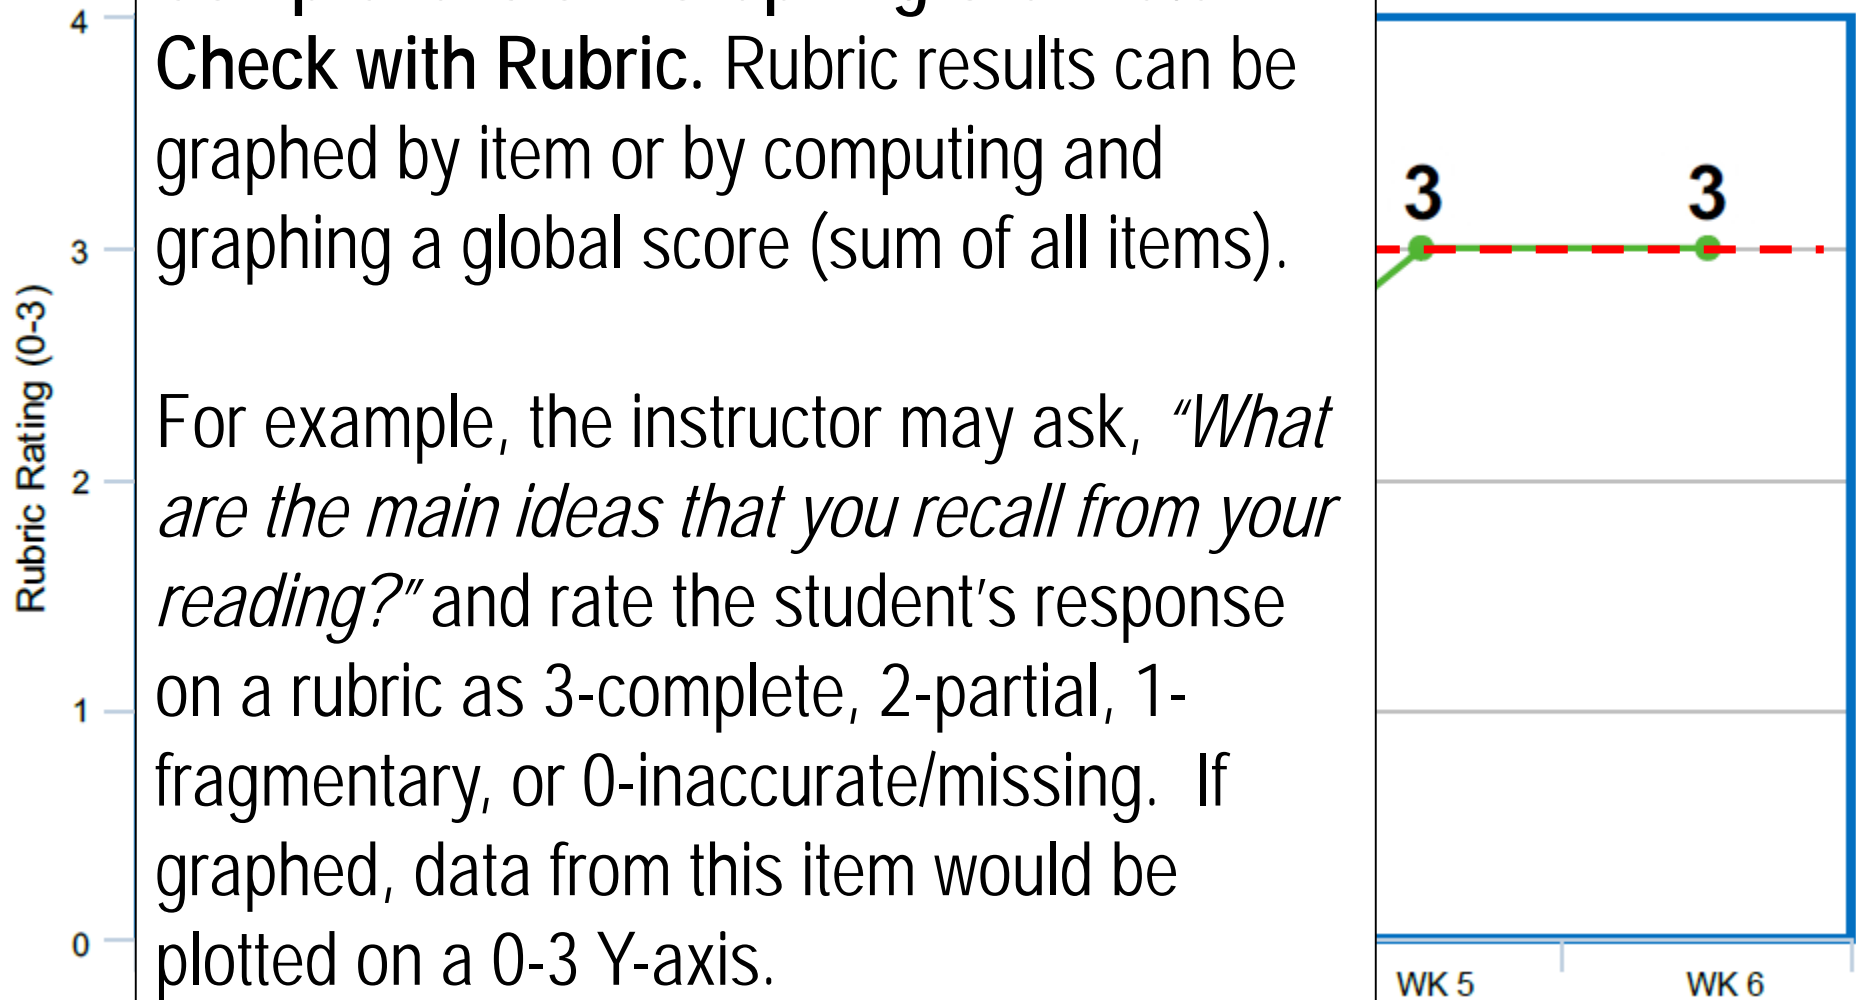 Check with Rubric. Rubric results can be
graphed by item or by computing and
graphing a global score (sum of all items).
For example, the instructor may ask, “What
are the main ideas that you recall from your
reading?” and rate the student’s response
on a rubric as 3-complete, 2-partial, 1-
fragmentary, or 0-inaccurate/missing.  If
graphed, data from this item would be
plotted on a 0-3 Y-axis.
Rubric Rating (0-3)
4
3
2
1
0
3
3
WK 5
WK 6